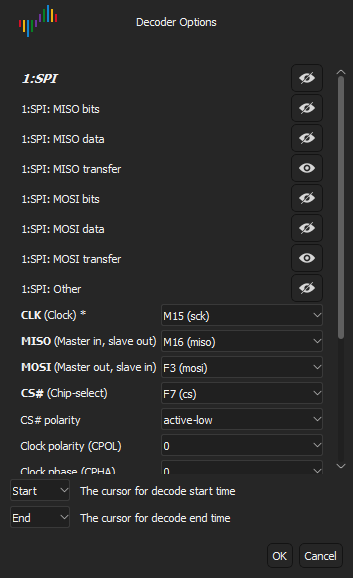 Decoder Options
1:SPI
1:SPI: MISO bits
1:SPI: MISO data
1:SPI: MISO transfer
1:SPI: MOSI bits
1:SPI: MOSI data
1:SPI: MOSI transfer
1:SPI: Other
CLK (Clock) * M15 (sck)
MISO (Master in, slave out) M16 (miso)
MOSI (Master out, slave in) F3 (mosi)
CS# (Chip-select) F7 (cs)
CS# polarity active-low
Clock polarity (CPOL) 0
Clock phase (CPHA) 0
Start The cursor for decode start time
End The cursor for decode end time
OK Cancel